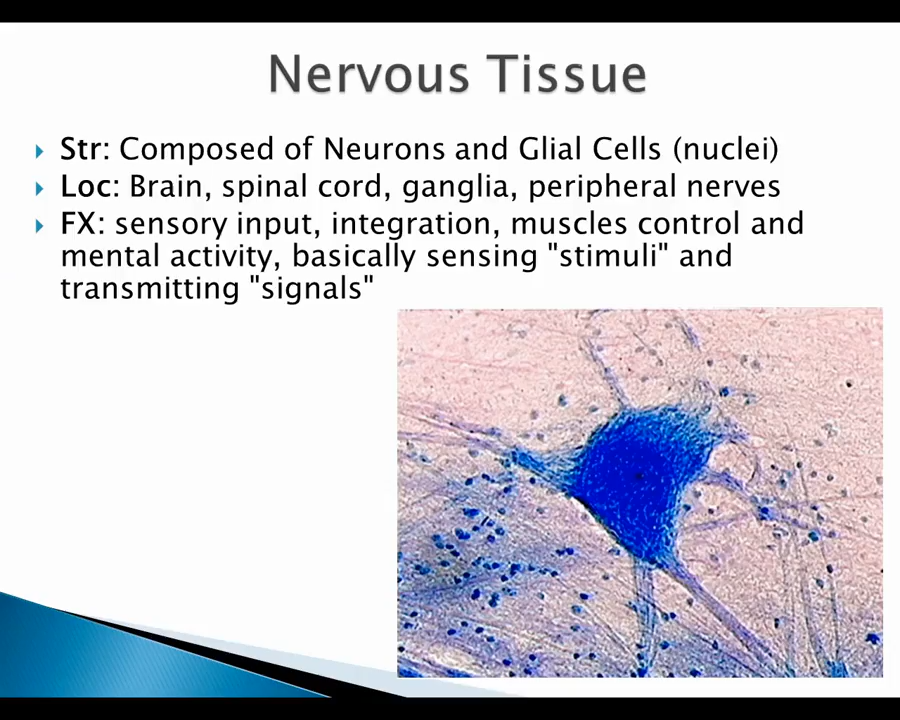 Nervous Tissue
Str: Composed of Neurons and Glial Cells (nuclei)
Loc: Brain, spinal cord, ganglia, peripheral nerves
FX: sensory input, integration, muscles control and
mental activity, basically sensing "stimuli" and
transmitting "signals"